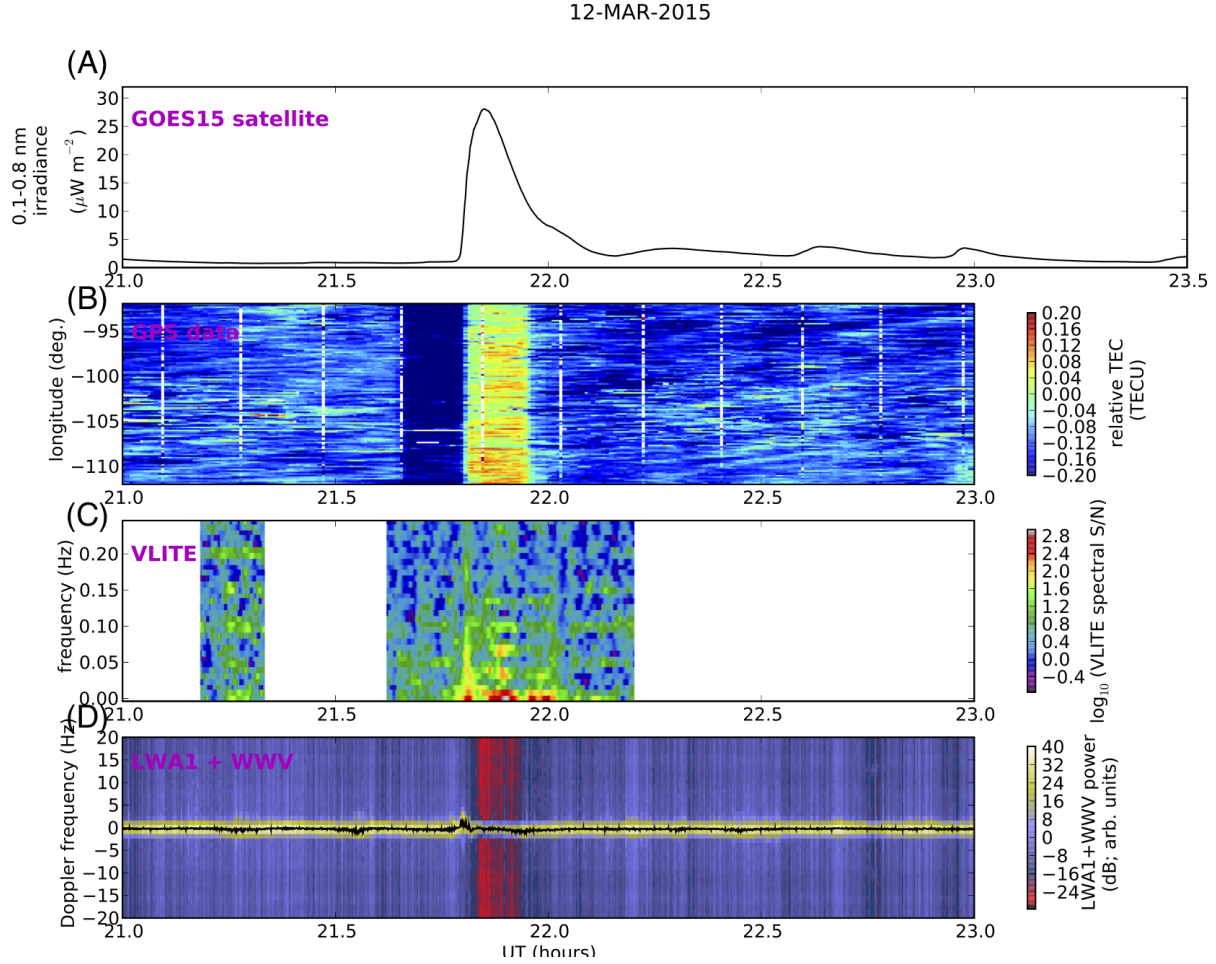 12-MAR-2015
(A)
GOES15 satellite
0.1-0.8 nm
irradiance
(μW m⁻²)
30
25
20
15
10
5
0
21.0 21.5 22.0 22.5 23.0 23.5
(B)
GPS data
longitude (deg.)
−95
−100
−105
−110
21.0 21.5 22.0 22.5 23.0
0.20
0.16
0.12
0.08
0.04
0.00
−0.04
−0.08
−0.12
−0.16
−0.20
relative TEC
(TECU)
(C)
VLITE
frequency (Hz)
0.20
0.15
0.10
0.05
0.00
21.0 21.5 22.0 22.5 23.0
2.8
2.4
2.0
1.6
1.2
0.8
0.4
0.0
−0.4
log₁₀ (VLITE spectral S/N)
(D)
LWA1 + WWV
Doppler frequency (Hz)
20
15
10
5
0
−5
−10
−15
−20
21.0 21.5 22.0 22.5 23.0
UT (hours)
40
32
24
16
8
0
−8
−16
−24
LWA1+WWV power
(dB; arb. units)